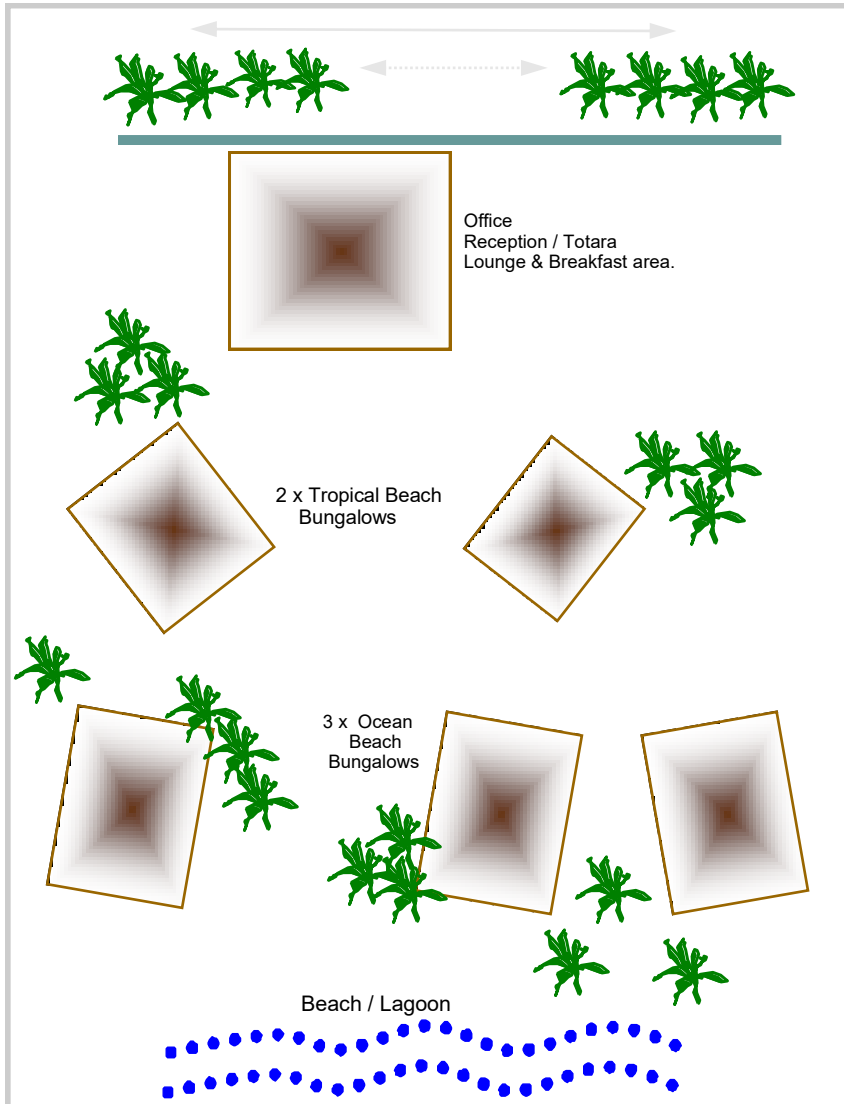 Office
Reception / Totara
Lounge & Breakfast area.
2 x Tropical Beach
Bungalows
3 x  Ocean
Beach
Bungalows
Beach / Lagoon